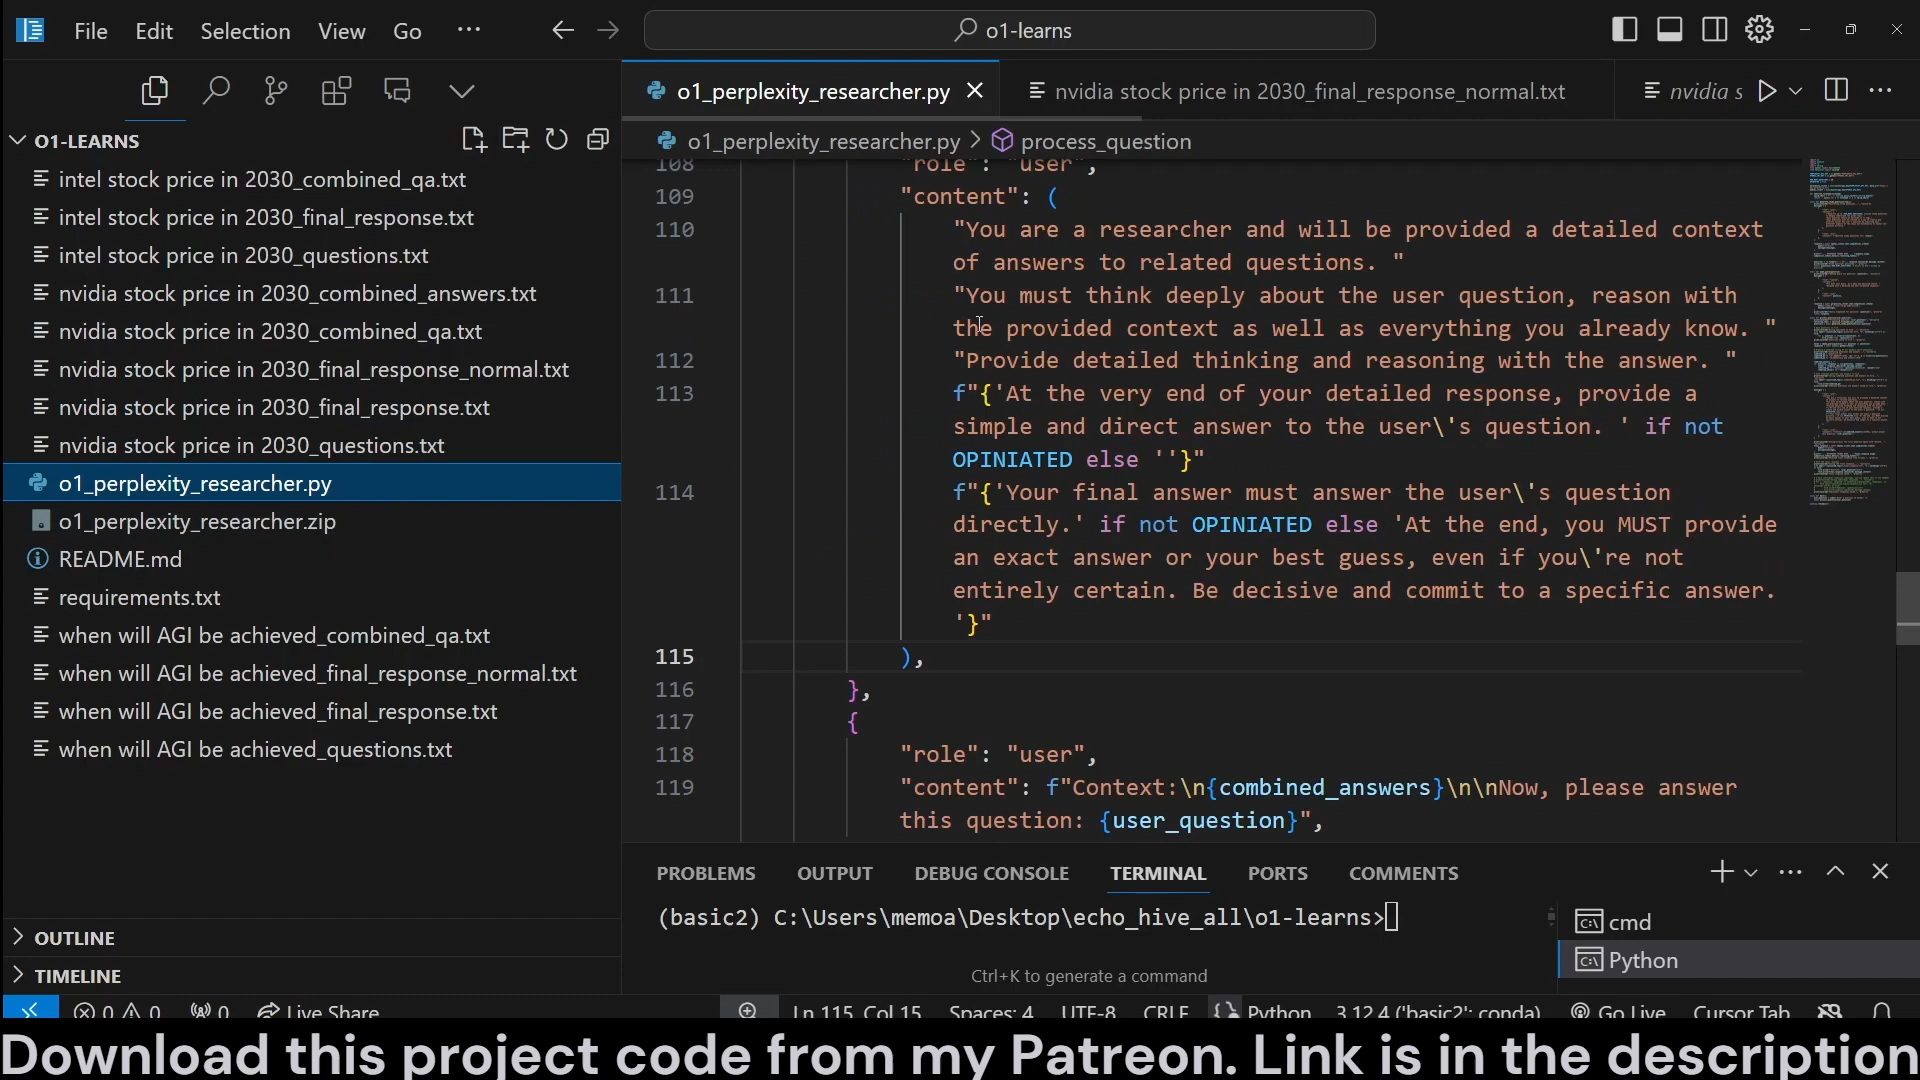 File Edit Selection View Go ··· o1-learns
O1-LEARNS
intel stock price in 2030_combined_qa.txt
intel stock price in 2030_final_response.txt
intel stock price in 2030_questions.txt
nvidia stock price in 2030_combined_answers.txt
nvidia stock price in 2030_combined_qa.txt
nvidia stock price in 2030_final_response_normal.txt
nvidia stock price in 2030_final_response.txt
nvidia stock price in 2030_questions.txt
o1_perplexity_researcher.py
o1_perplexity_researcher.zip
README.md
requirements.txt
when will AGI be achieved_combined_qa.txt
when will AGI be achieved_final_response_normal.txt
when will AGI be achieved_final_response.txt
when will AGI be achieved_questions.txt
OUTLINE
TIMELINE
o1_perplexity_researcher.py nvidia stock price in 2030_final_response_normal.txt nvidia s
o1_perplexity_researcher.py > process_question
108 "role": "user",
109 "content": (
110 "You are a researcher and will be provided a detailed context
of answers to related questions. "
111 "You must think deeply about the user question, reason with
the provided context as well as everything you already know. "
112 "Provide detailed thinking and reasoning with the answer. "
113 f"{'At the very end of your detailed response, provide a
simple and direct answer to the user\'s question. ' if not
OPINIATED else ''}"
114 f"{'Your final answer must answer the user\'s question
directly.' if not OPINIATED else 'At the end, you MUST provide
an exact answer or your best guess, even if you\'re not
entirely certain. Be decisive and commit to a specific answer.
'}"
115 ),
116 },
117 {
118 "role": "user",
119 "content": f"Context:\n{combined_answers}\n\nNow, please answer
this question: {user_question}",
PROBLEMS OUTPUT DEBUG CONSOLE TERMINAL PORTS COMMENTS
(basic2) C:\Users\memoa\Desktop\echo_hive_all\o1-learns>
Ctrl+K to generate a command
cmd
Python
0 0 0 Live Share Ln 115, Col 15 Spaces: 4 UTF-8 CRLF Python 3.12.4 ('basic2': conda) Go Live Cursor Tab
Download this project code from my Patreon. Link is in the description